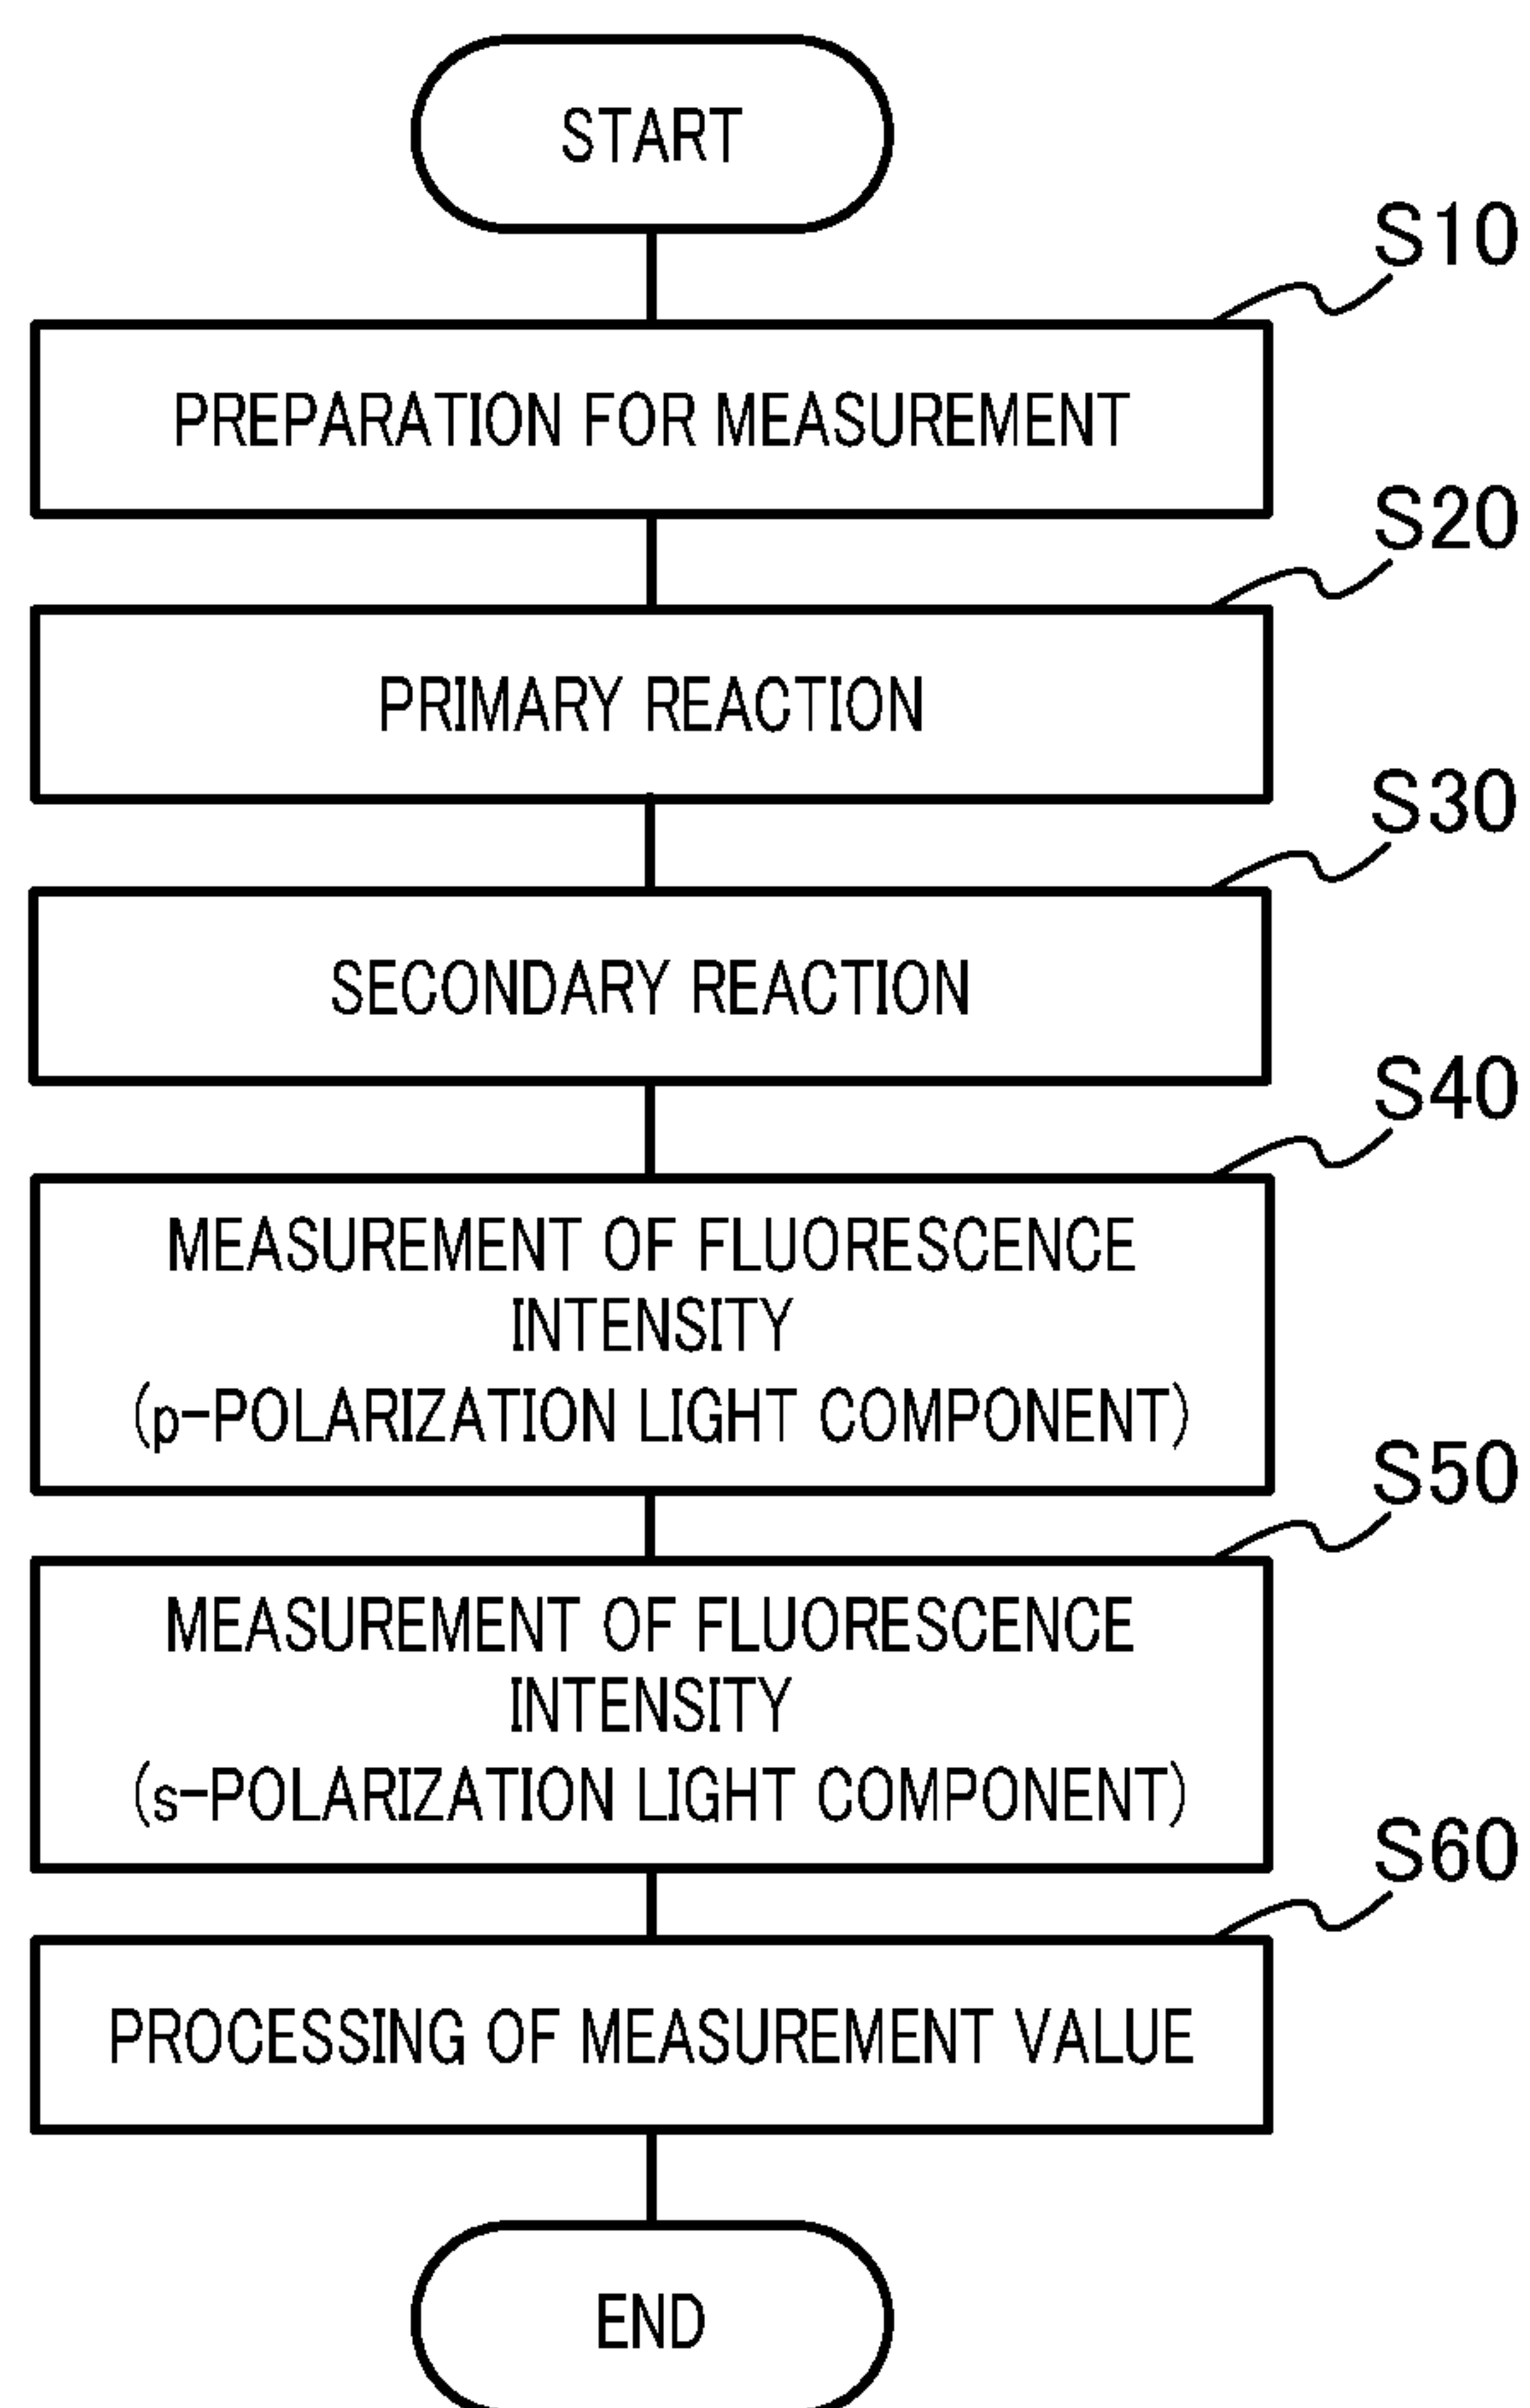 START
S10
PREPARATION FOR MEASUREMENT
S20
PRIMARY REACTION
S30
SECONDARY REACTION
S40
MEASUREMENT OF FLUORESCENCE
INTENSITY
(p-POLARIZATION LIGHT COMPONENT)
S50
MEASUREMENT OF FLUORESCENCE
INTENSITY
(s-POLARIZATION LIGHT COMPONENT)
S60
PROCESSING OF MEASUREMENT VALUE
END